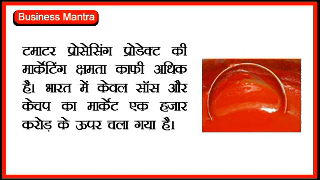 Business Mantra
टमाटर प्रोसेसिंग प्रोडेक्ट की
मार्केटिंग क्षमता काफी अधिक
है। भारत में केवल सॉस और
केचप का मार्केट एक हजार
करोड़ के ऊपर चला गया है।